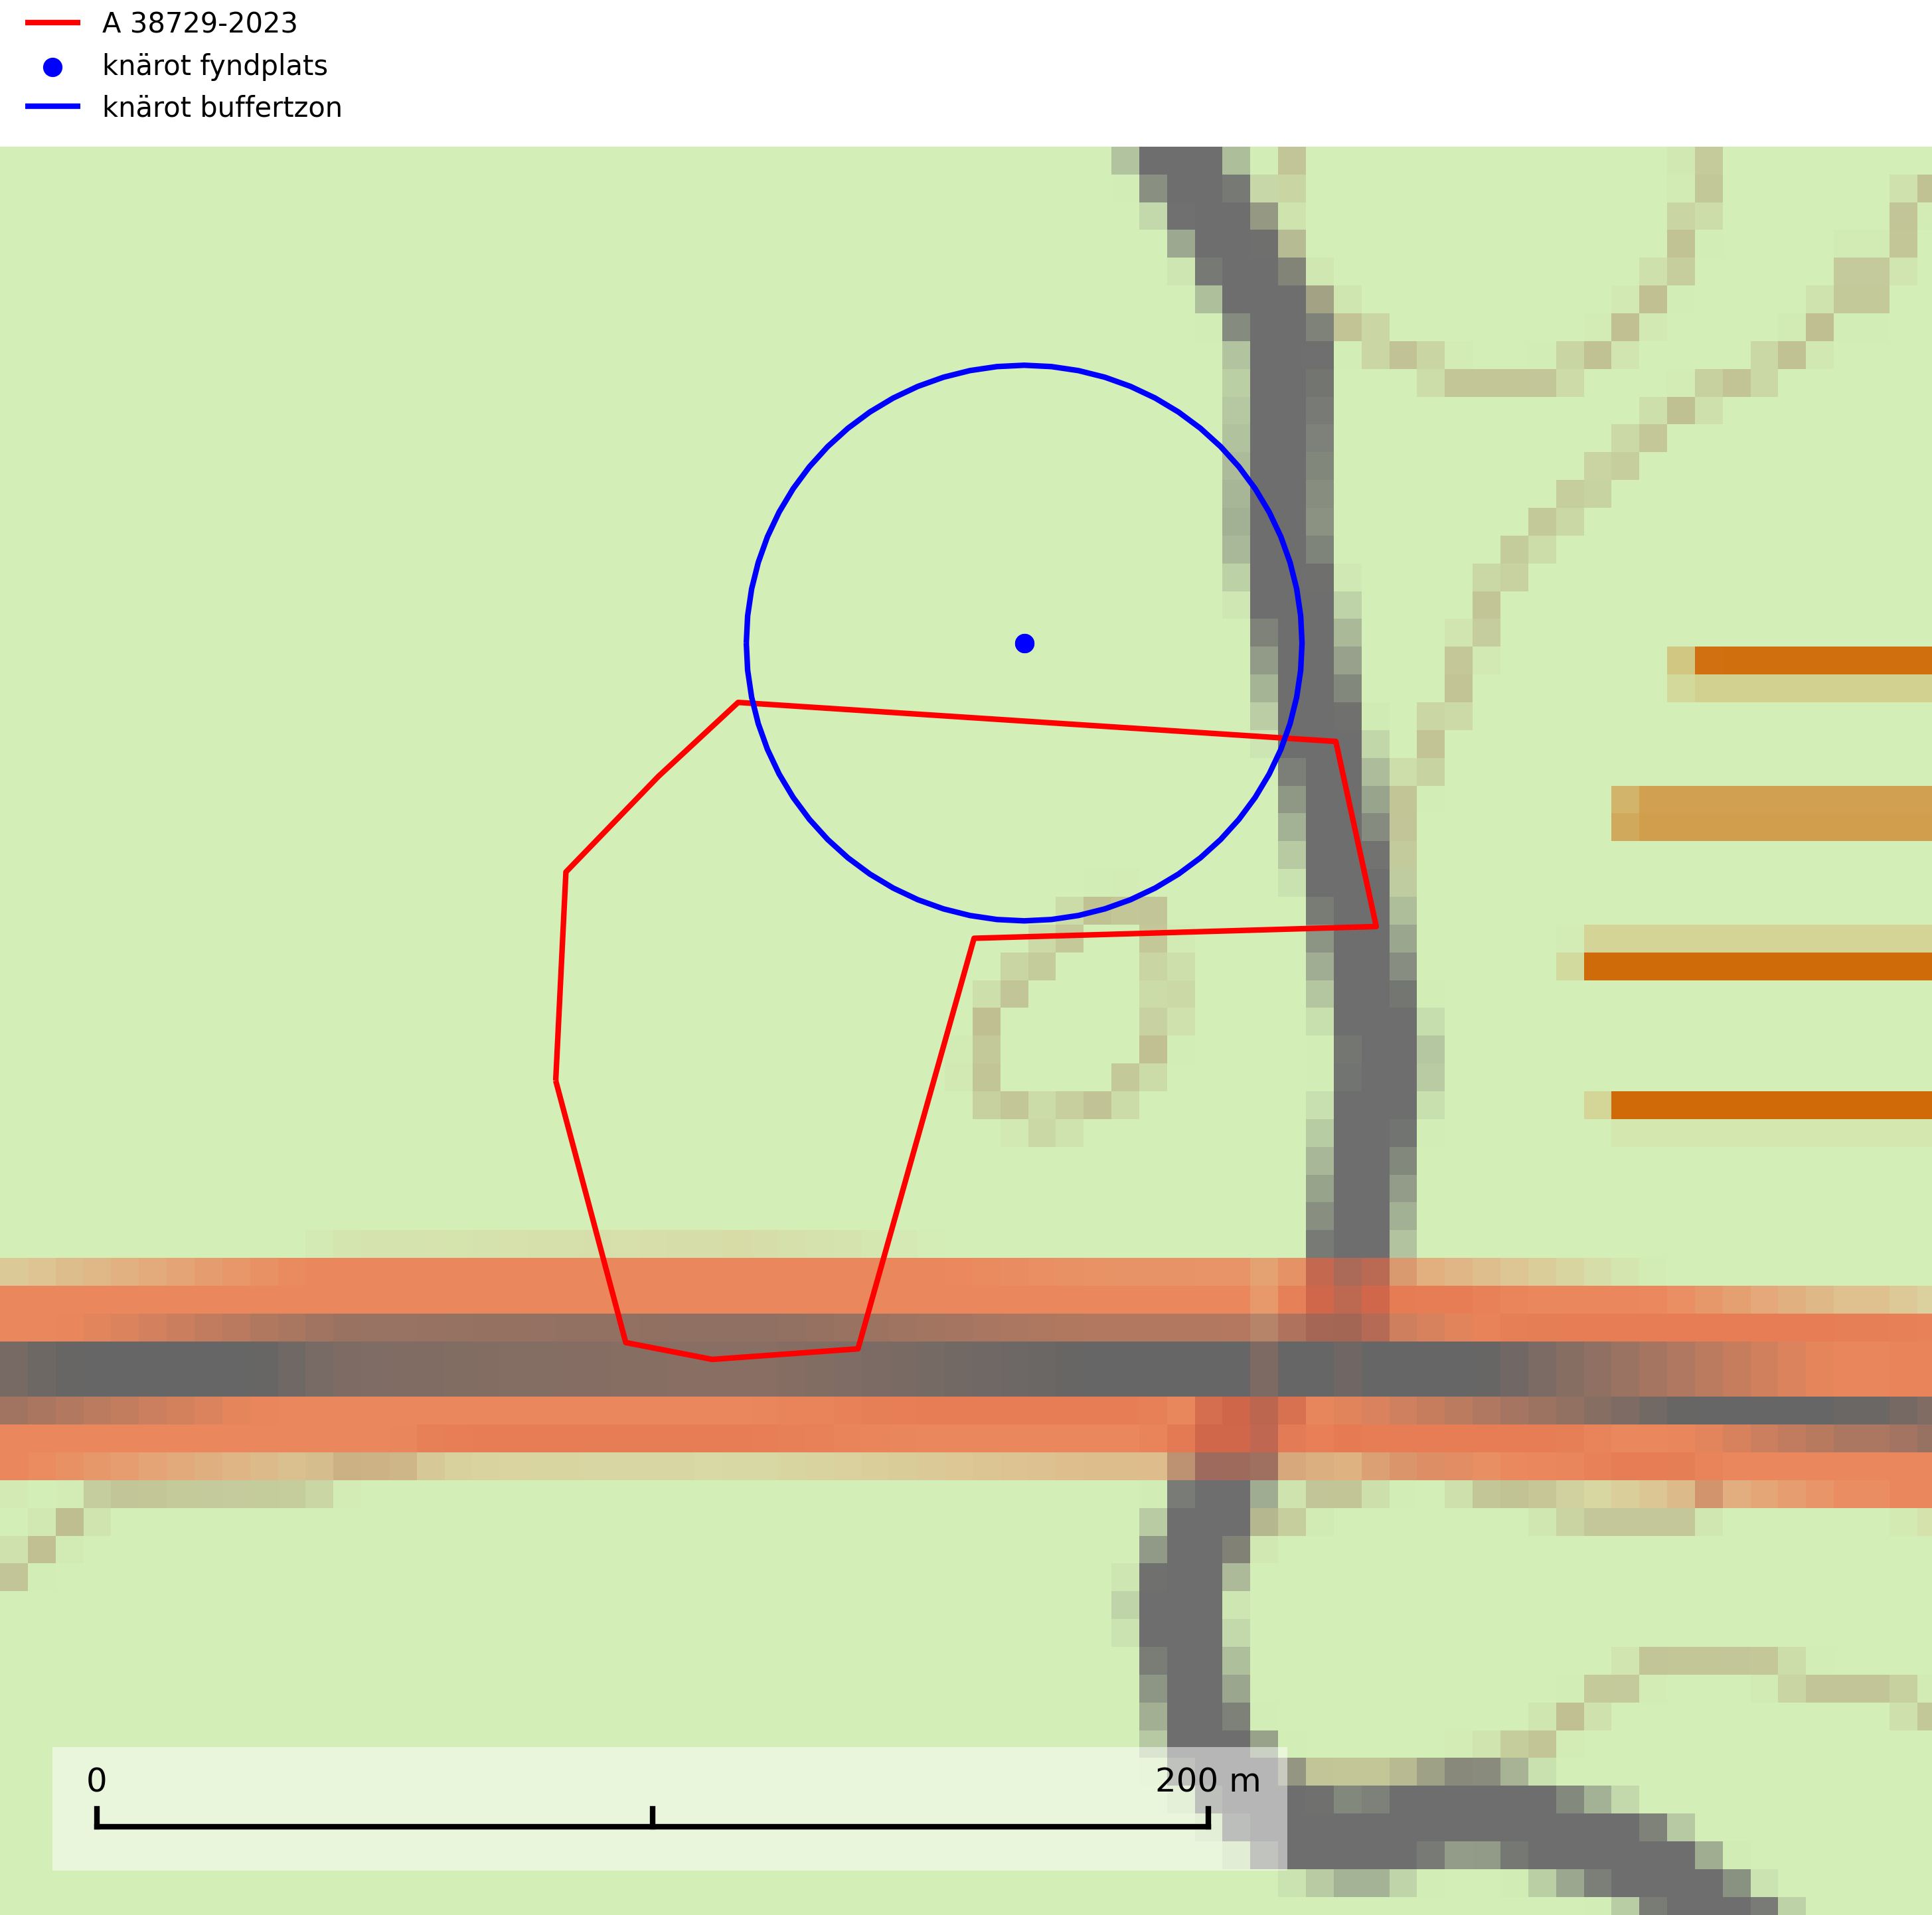 A 38729-2023
knärot fyndplats
knärot buffertzon
0 200 m